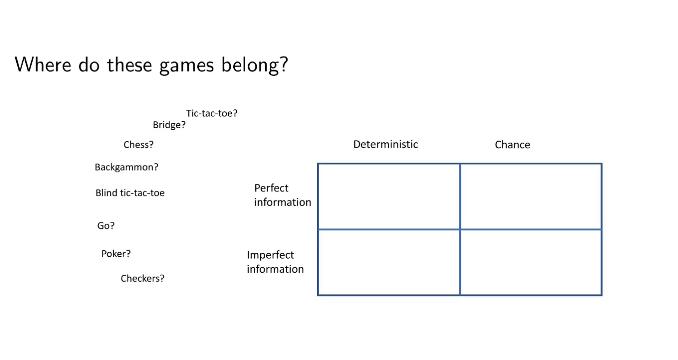 Where do these games belong?
Tic-tac-toe?
Bridge?
Chess?
Backgammon?
Blind tic-tac-toe
Go?
Poker?
Checkers?
Deterministic
Chance
Perfect
information
Imperfect
information